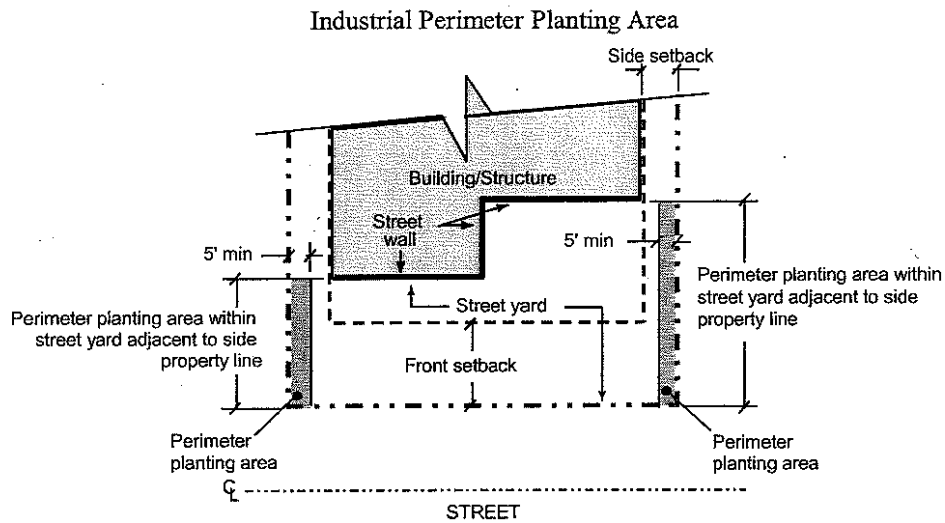 Industrial Perimeter Planting Area
Side setback
Building/Structure
Street
wall
5' min
5' min
Perimeter planting area within
street yard adjacent to side
property line
Perimeter planting area within
street yard adjacent to side
property line
Street yard
Front setback
Perimeter
planting area
Perimeter
planting area
℄
STREET